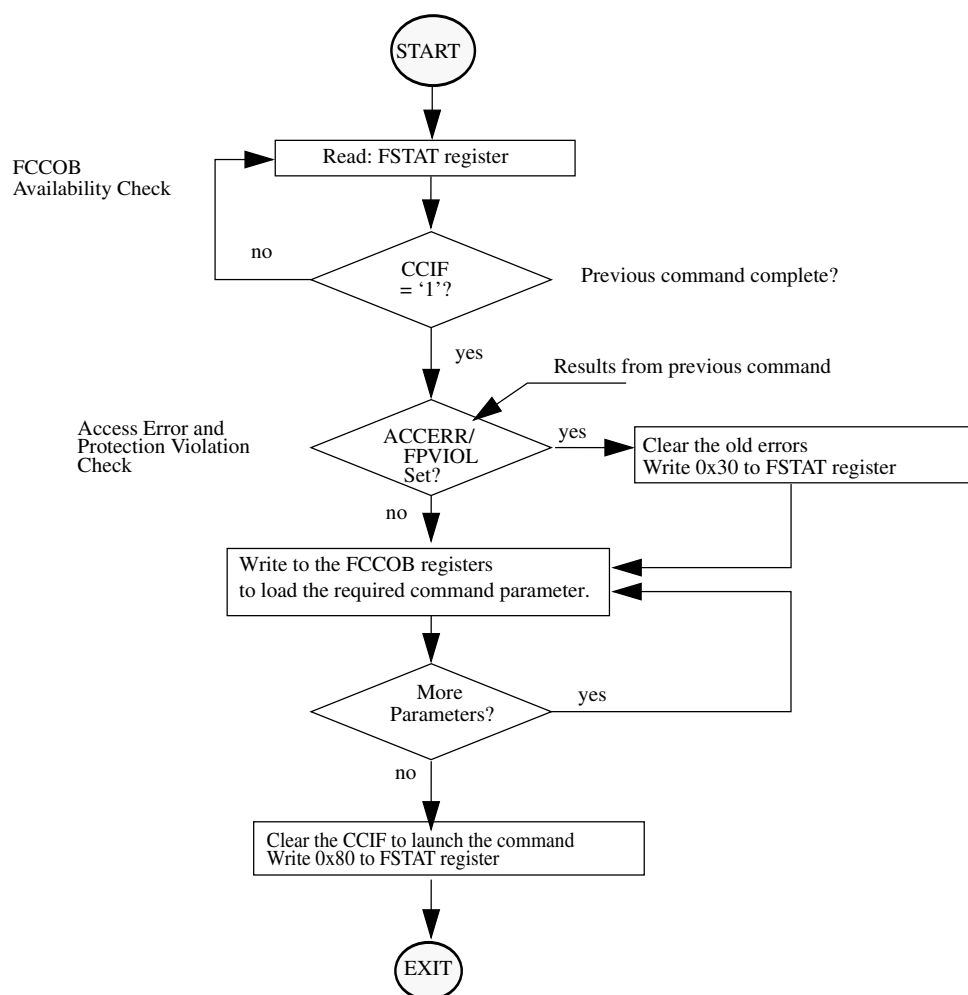 START
Read: FSTAT register
FCCOB
Availability Check
no
CCIF
= ‘1’?
Previous command complete?
yes
Results from previous command
Access Error and
Protection Violation
Check
ACCERR/
FPVIOL
Set?
yes
Clear the old errors
Write 0x30 to FSTAT register
no
Write to the FCCOB registers
to load the required command parameter.
More
Parameters?
yes
no
Clear the CCIF to launch the command
Write 0x80 to FSTAT register
EXIT